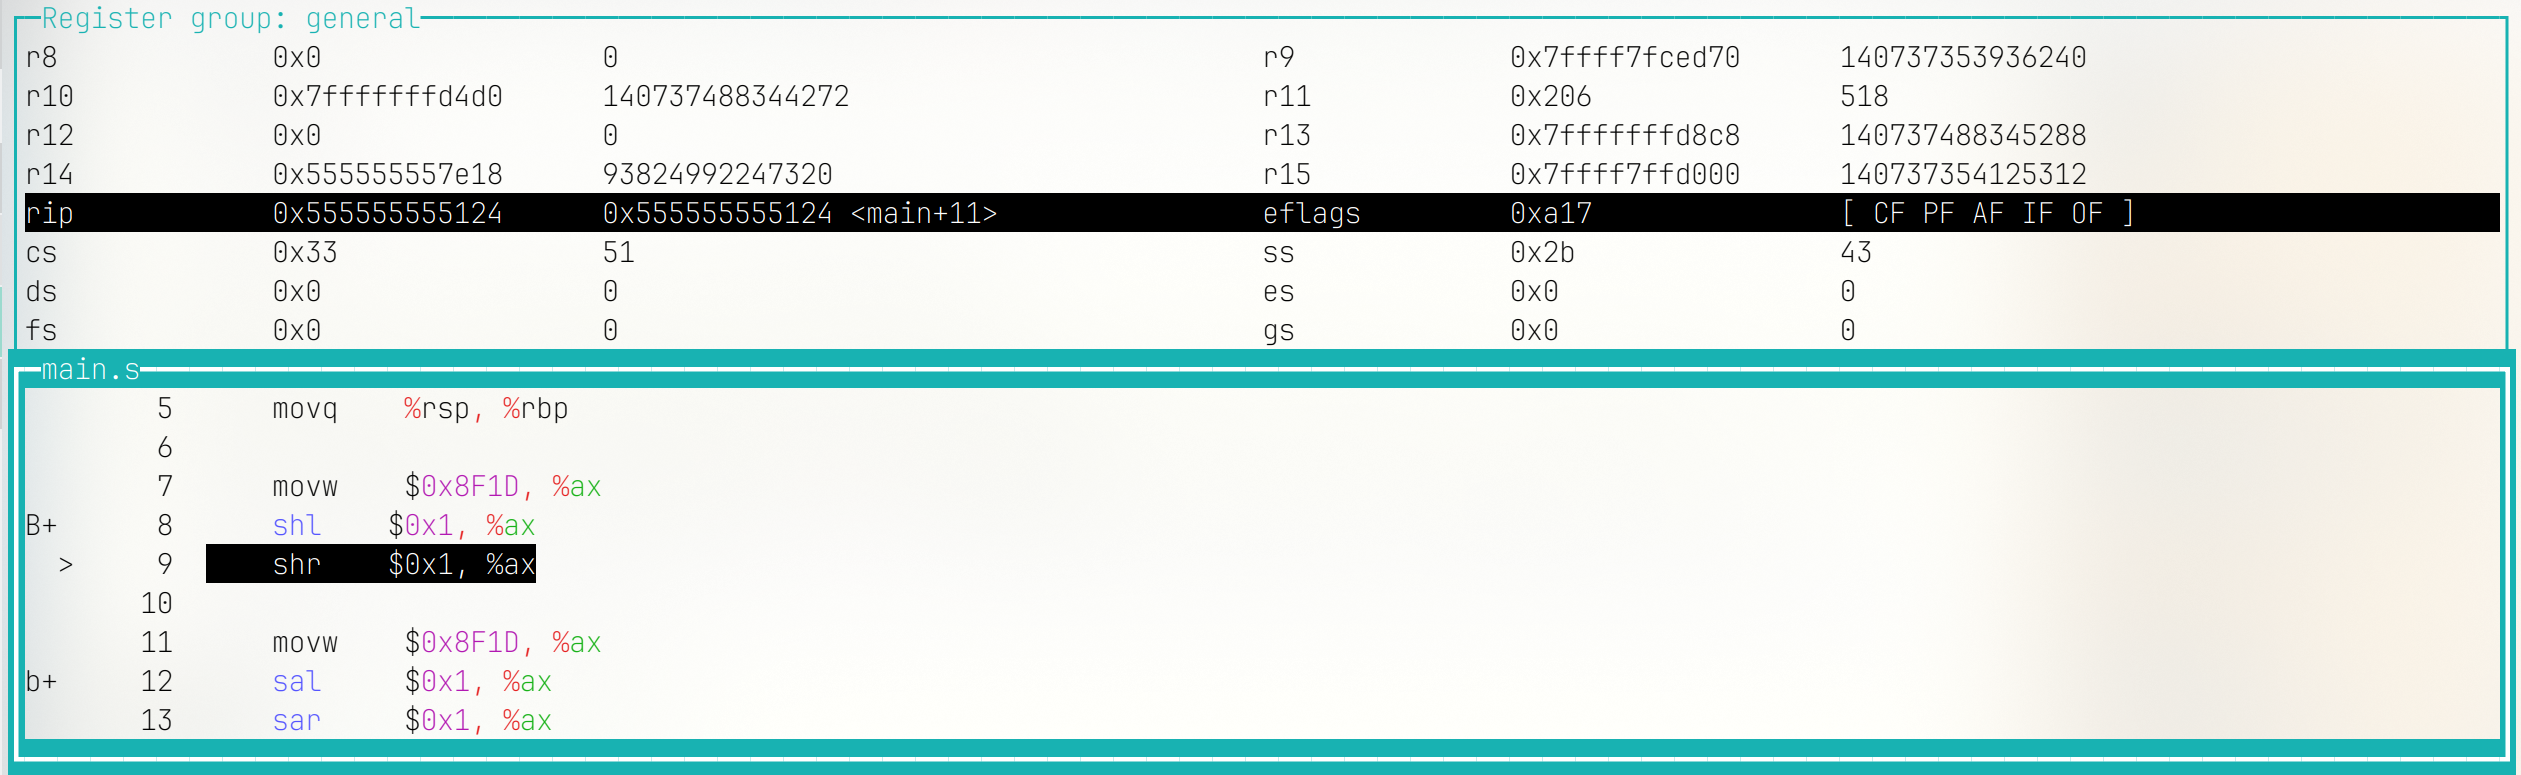 Register group: general
r8 0x0 0 r9 0x7ffff7fced70 140737353936240
r10 0x7fffffffd4d0 140737488344272 r11 0x206 518
r12 0x0 0 r13 0x7fffffffd8c8 140737488345288
r14 0x555555557e18 93824992247320 r15 0x7ffff7ffd000 140737354125312
rip 0x555555555124 0x555555555124 <main+11> eflags 0xa17 [ CF PF AF IF OF ]
cs 0x33 51 ss 0x2b 43
ds 0x0 0 es 0x0 0
fs 0x0 0 gs 0x0 0
main.s
5 movq %rsp, %rbp
6
7 movw $0x8F1D, %ax
B+ 8 shl $0x1, %ax
> 9 shr $0x1, %ax
10
11 movw $0x8F1D, %ax
b+ 12 sal $0x1, %ax
13 sar $0x1, %ax